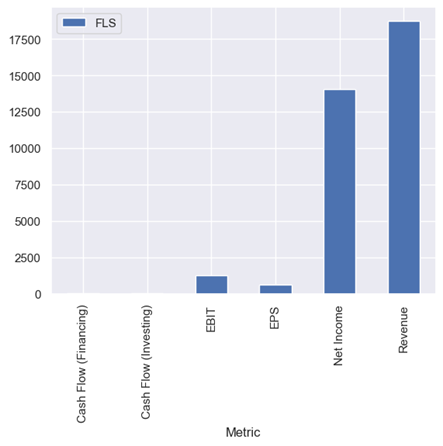 FLS
17500
15000
12500
10000
7500
5000
2500
0
Cash Flow (Financing)
Cash Flow (Investing)
EBIT
EPS
Net Income
Revenue
Metric